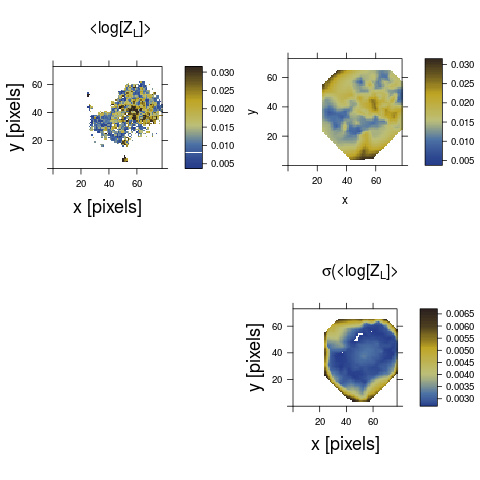 <log[Z_L]>
y [pixels]
60
40
20
20 40 60
x [pixels]
0.030
0.025
0.020
0.015
0.010
0.005
y
60
40
20
20 40 60
x
0.030
0.025
0.020
0.015
0.010
0.005
σ(<log[Z_L]>
y [pixels]
60
40
20
20 40 60
x [pixels]
0.0065
0.0060
0.0055
0.0050
0.0045
0.0040
0.0035
0.0030